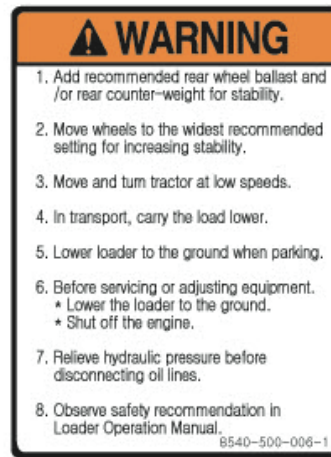 WARNING
1. Add recommended rear wheel ballast and
/or rear counter-weight for stability.
2. Move wheels to the widest recommended
setting for increasing stability.
3. Move and turn tractor at low speeds.
4. In transport, carry the load lower.
5. Lower loader to the ground when parking.
6. Before servicing or adjusting equipment.
* Lower the loader to the ground.
* Shut off the engine.
7. Relieve hydraulic pressure before
disconnecting oil lines.
8. Observe safety recommendation in
Loader Operation Manual.
8540-500-006-1